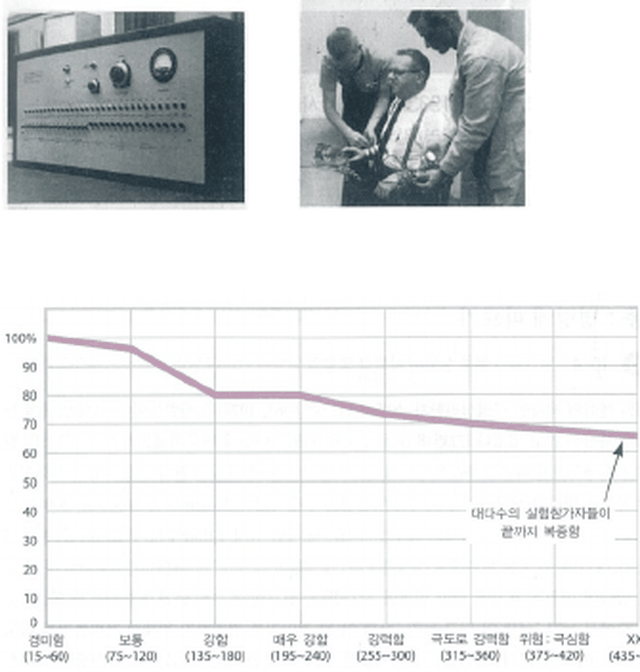 100%
90
80
70
60
50
40
30
20
10
0
대다수의 실험참가자들이
끝까지 복종함
경미함 보통 강함 매우 강함 강력함 극도로 강력함 위험 : 극심함 XX
(15~60) (75~120) (135~180) (195~240) (255~300) (315~360) (375~420) (435